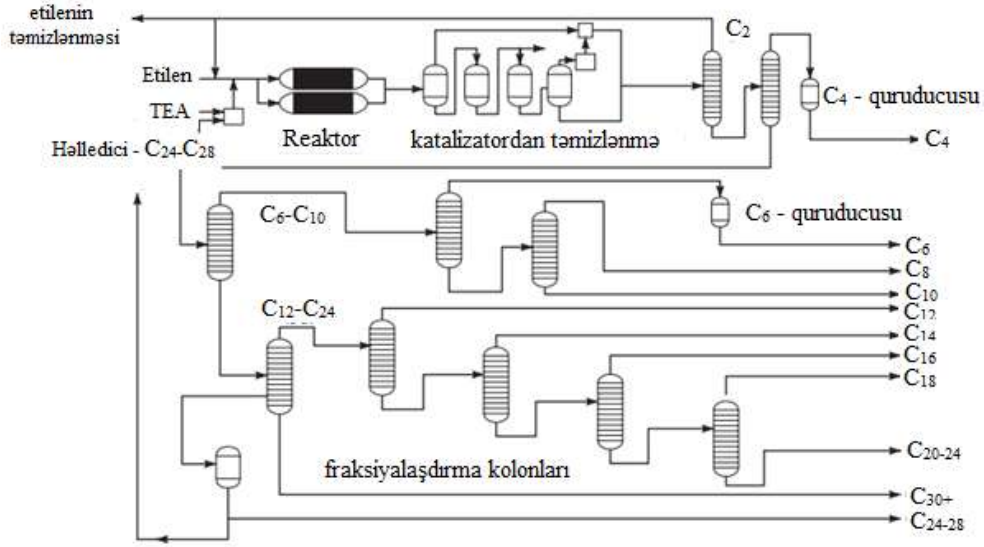 etilenin
təmizlənməsi
C₂
Etilen
TEA
Reaktor
katalizatordan təmizlənmə
C₄ - quruducusu
C₄
Həlledici - C₂₄-C₂₈
C₆-C₁₀
C₆ - quruducusu
C₆
C₈
C₁₀
C₁₂-C₂₄
C₁₂
C₁₄
C₁₆
C₁₈
fraksiyalaşdırma kolonları
C₂₀₋₂₄
C₃₀₊
C₂₄₋₂₈